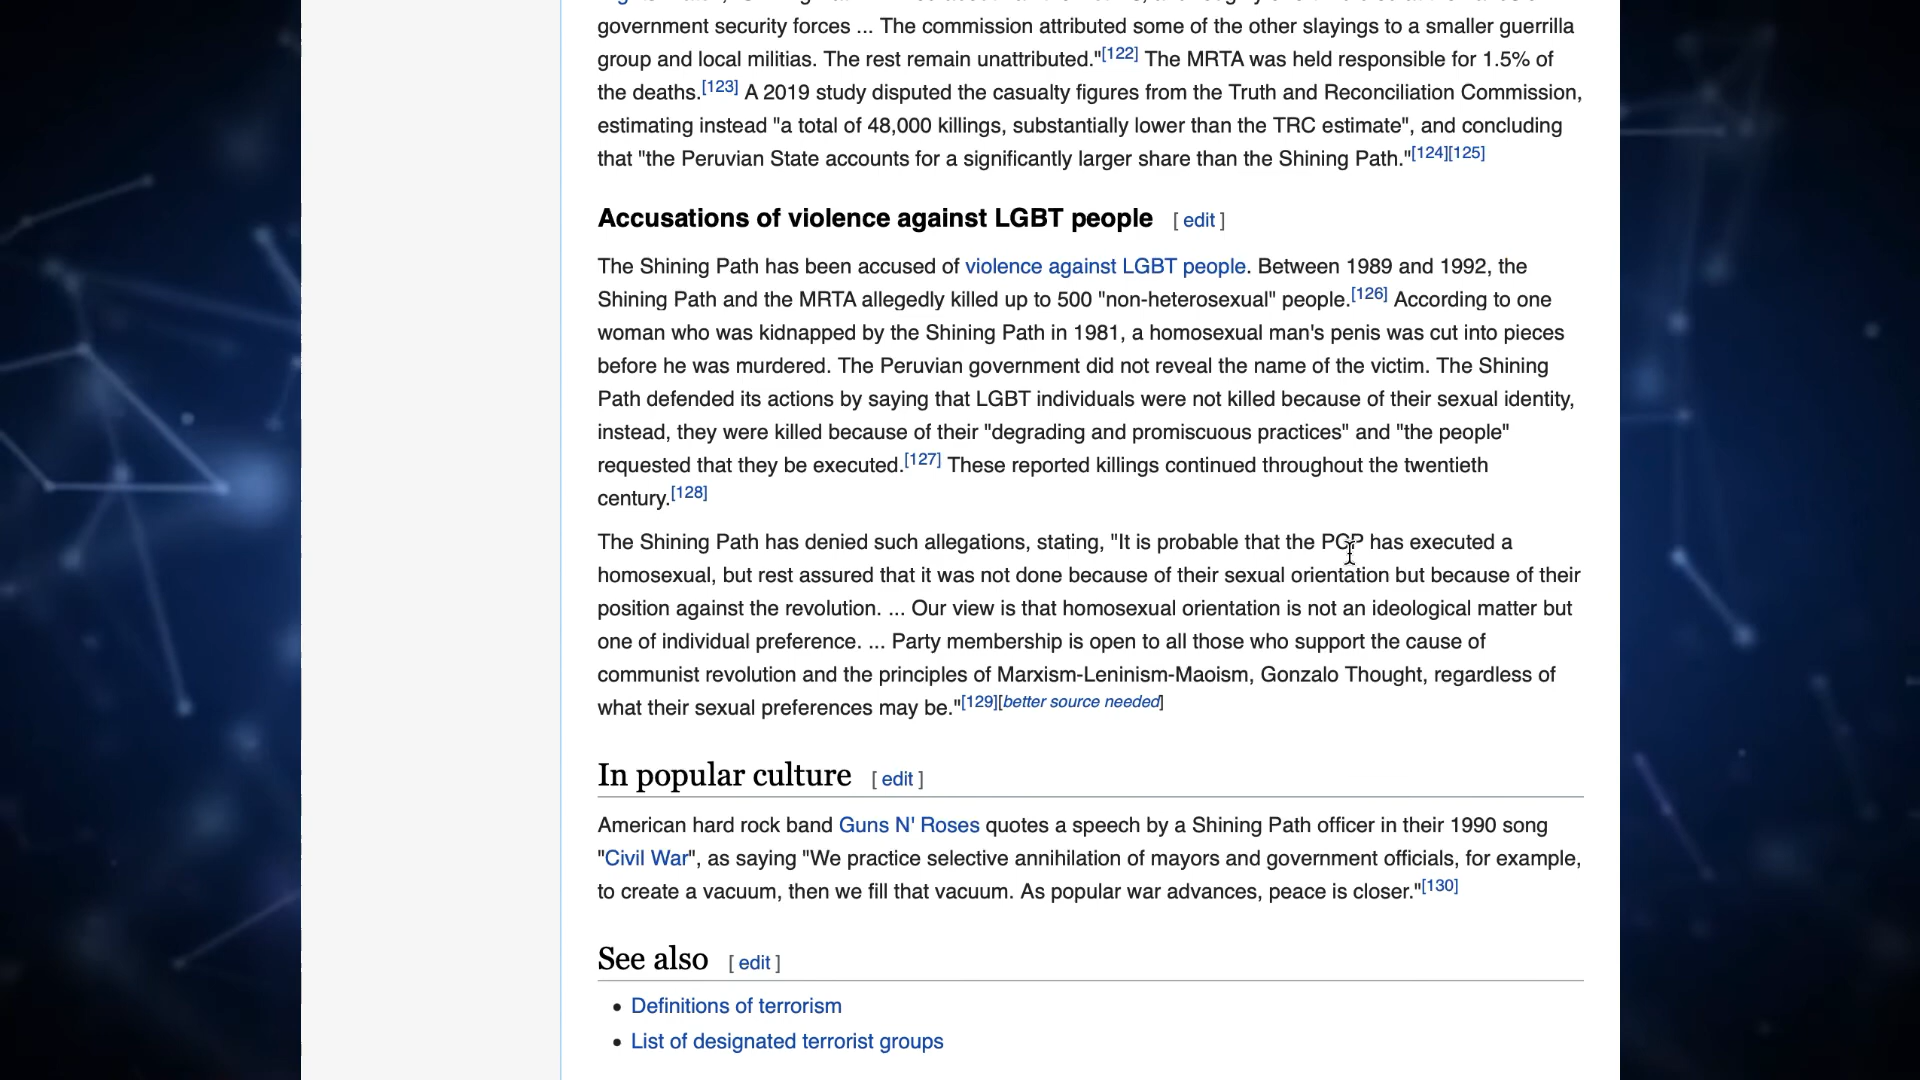 government security forces ... The commission attributed some of the other slayings to a smaller guerrilla
group and local militias. The rest remain unattributed."[122] The MRTA was held responsible for 1.5% of
the deaths.[123] A 2019 study disputed the casualty figures from the Truth and Reconciliation Commission,
estimating instead "a total of 48,000 killings, substantially lower than the TRC estimate", and concluding
that "the Peruvian State accounts for a significantly larger share than the Shining Path."[124][125]
Accusations of violence against LGBT people [ edit ]
The Shining Path has been accused of violence against LGBT people. Between 1989 and 1992, the
Shining Path and the MRTA allegedly killed up to 500 "non-heterosexual" people.[126] According to one
woman who was kidnapped by the Shining Path in 1981, a homosexual man's penis was cut into pieces
before he was murdered. The Peruvian government did not reveal the name of the victim. The Shining
Path defended its actions by saying that LGBT individuals were not killed because of their sexual identity,
instead, they were killed because of their "degrading and promiscuous practices" and "the people"
requested that they be executed.[127] These reported killings continued throughout the twentieth
century.[128]
The Shining Path has denied such allegations, stating, "It is probable that the PCP has executed a
homosexual, but rest assured that it was not done because of their sexual orientation but because of their
position against the revolution. ... Our view is that homosexual orientation is not an ideological matter but
one of individual preference. ... Party membership is open to all those who support the cause of
communist revolution and the principles of Marxism-Leninism-Maoism, Gonzalo Thought, regardless of
what their sexual preferences may be."[129][better source needed]
In popular culture [ edit ]
American hard rock band Guns N' Roses quotes a speech by a Shining Path officer in their 1990 song
"Civil War", as saying "We practice selective annihilation of mayors and government officials, for example,
to create a vacuum, then we fill that vacuum. As popular war advances, peace is closer."[130]
See also [ edit ]
• Definitions of terrorism
• List of designated terrorist groups